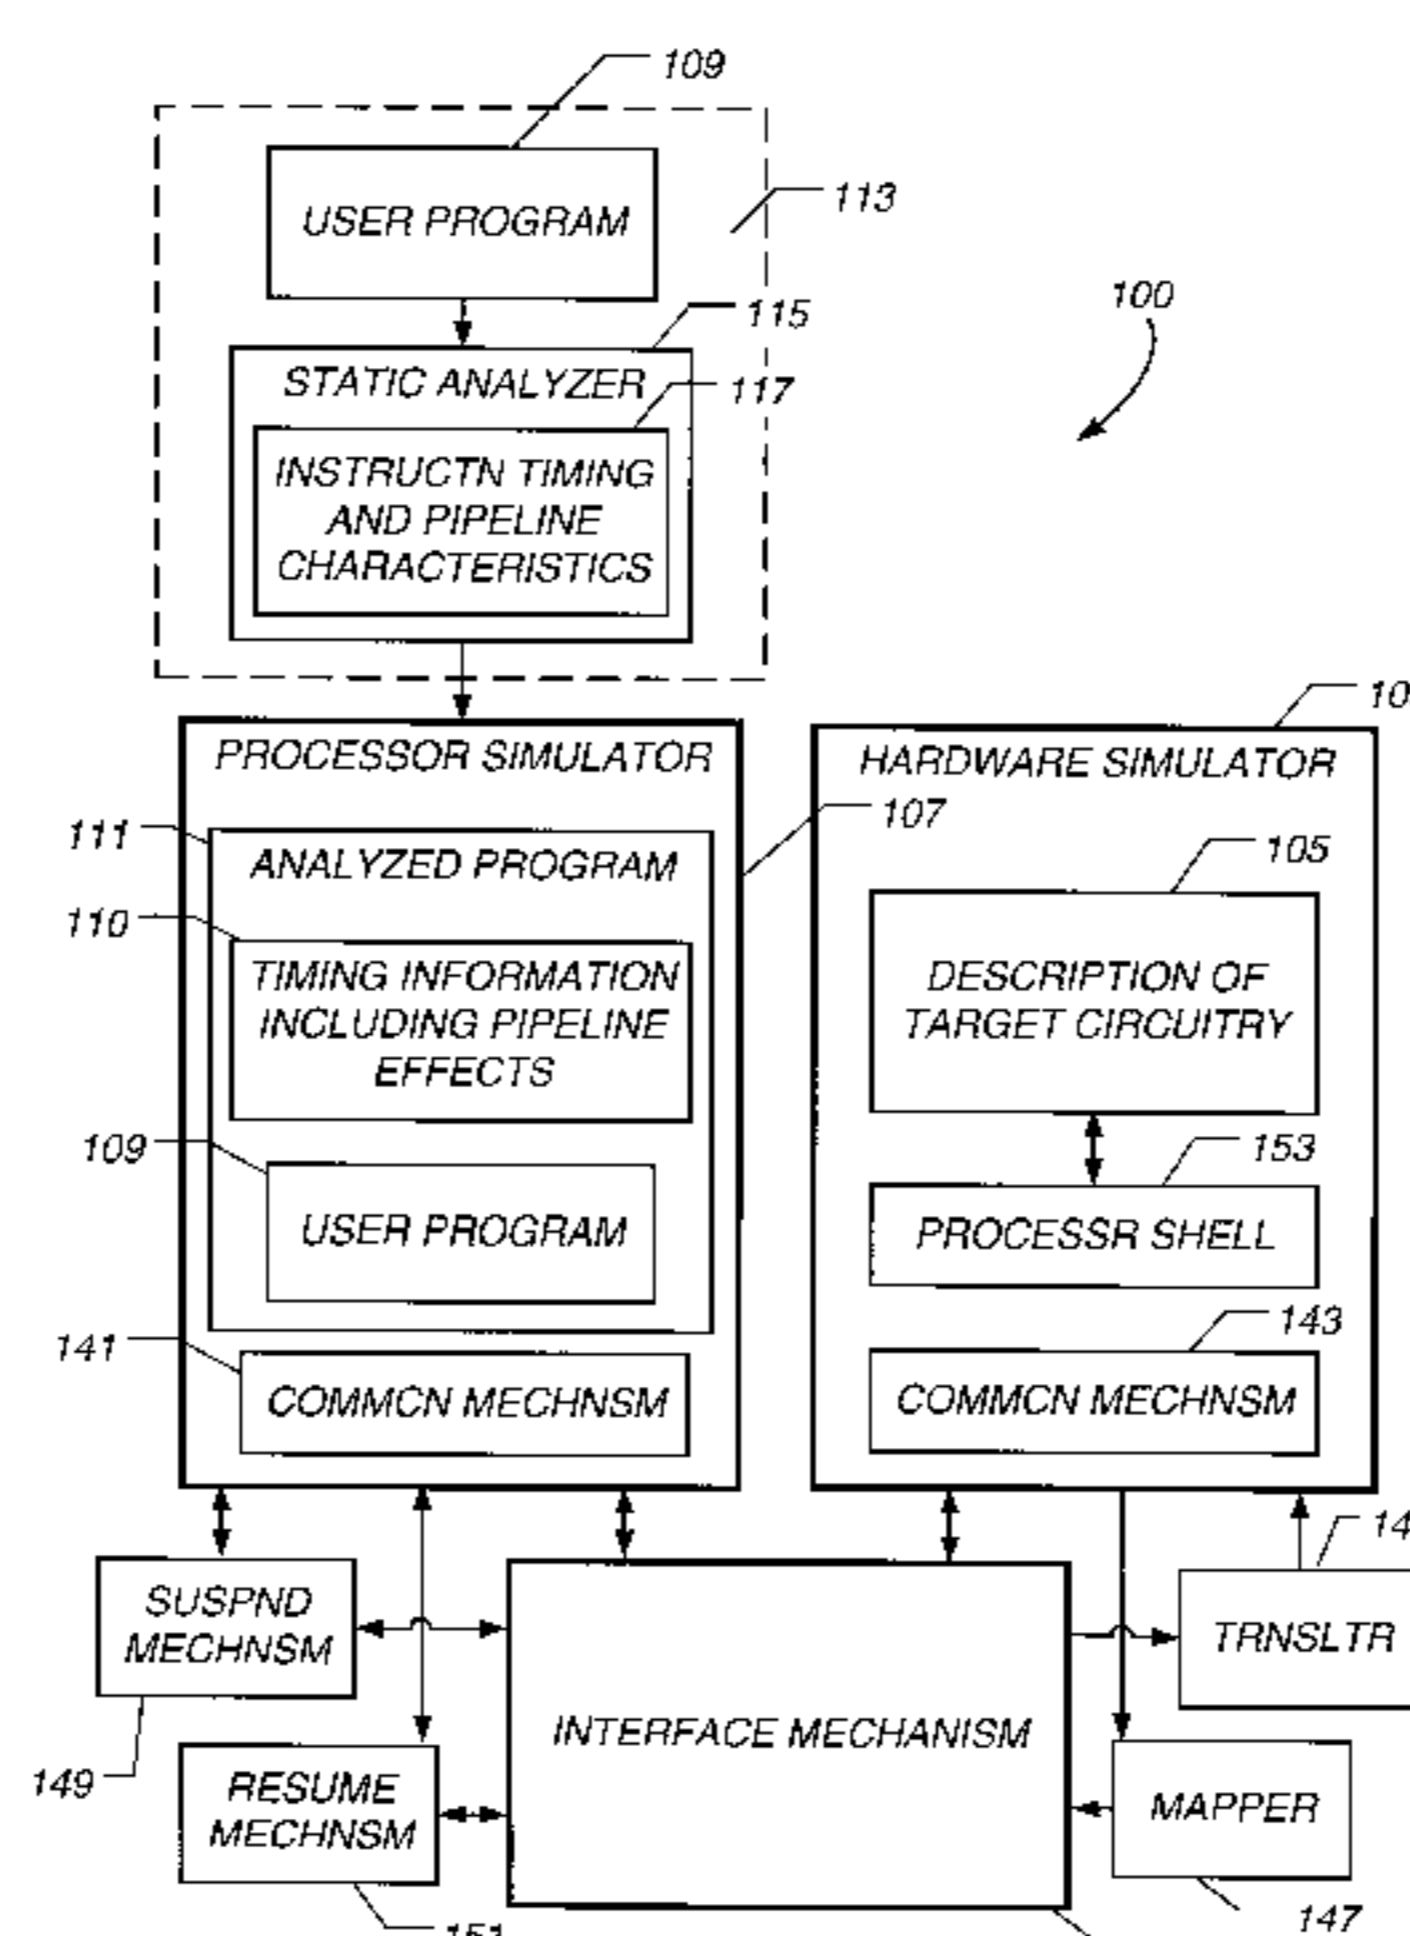 109
USER PROGRAM
113
100
115
STATIC ANALYZER
117
INSTRUCTN TIMING
AND PIPELINE
CHARACTERISTICS
PROCESSOR SIMULATOR
107
111
ANALYZED PROGRAM
110
TIMING INFORMATION
INCLUDING PIPELINE
EFFECTS
109
USER PROGRAM
141
COMMCN MECHNSM
HARDWARE SIMULATOR
105
DESCRIPTION OF
TARGET CIRCUITRY
153
PROCESSR SHELL
143
COMMCN MECHNSM
SUSPND
MECHNSM
149
RESUME
MECHNSM
151
INTERFACE MECHANISM
TRNSLTR
MAPPER
147